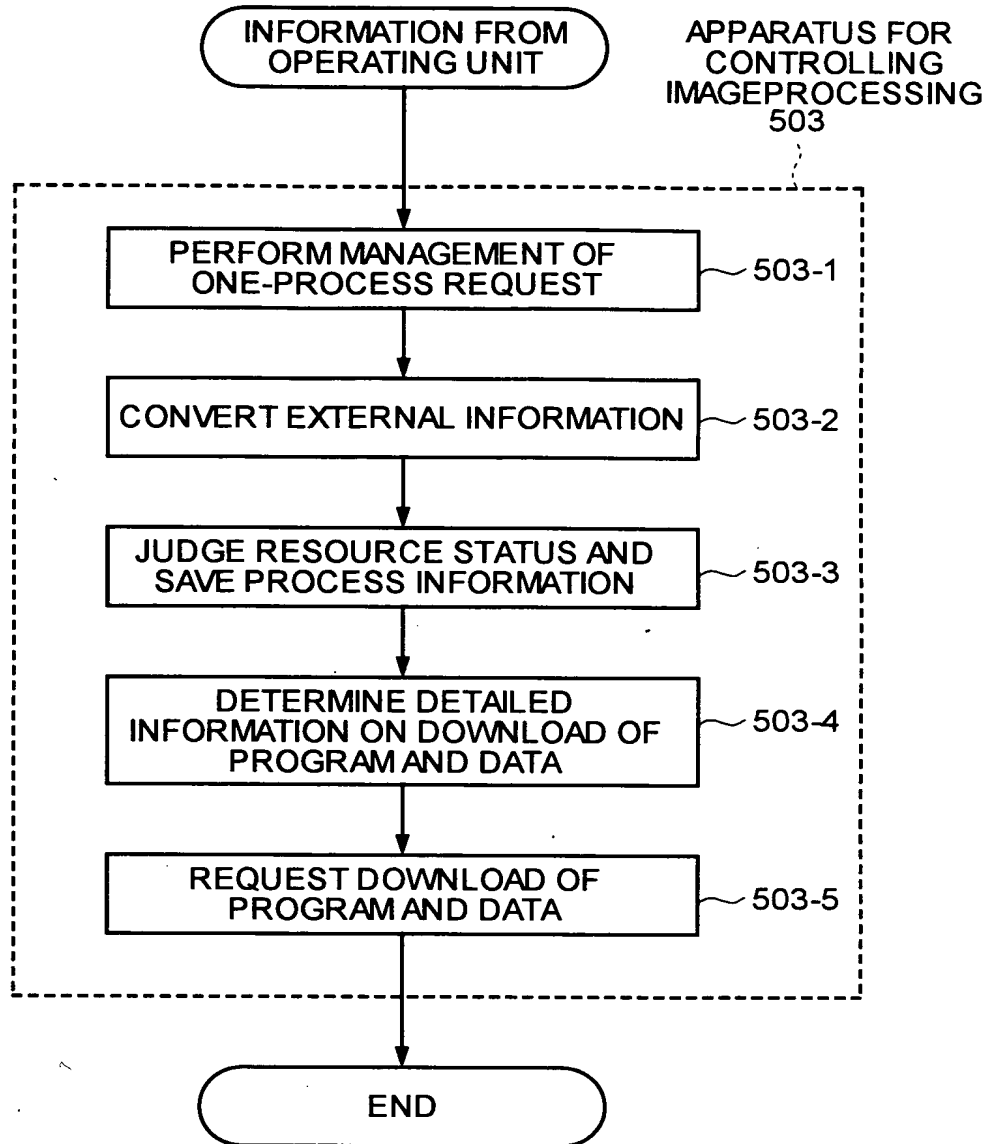 INFORMATION FROM
OPERATING UNIT
APPARATUS FOR
CONTROLLING
IMAGEPROCESSING
503
PERFORM MANAGEMENT OF
ONE-PROCESS REQUEST
503-1
CONVERT EXTERNAL INFORMATION
503-2
JUDGE RESOURCE STATUS AND
SAVE PROCESS INFORMATION
503-3
DETERMINE DETAILED
INFORMATION ON DOWNLOAD OF
PROGRAM AND DATA
503-4
REQUEST DOWNLOAD OF
PROGRAM AND DATA
503-5
END